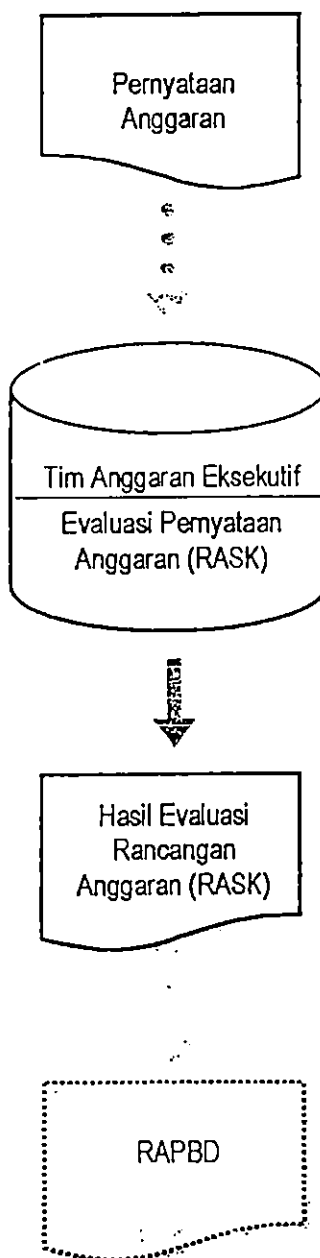 Pernyataan
Anggaran
Tim Anggaran Eksekutif
Evaluasi Pernyataan
Anggaran (RASK)
Hasil Evaluasi
Rancangan
Anggaran (RASK)
RAPBD